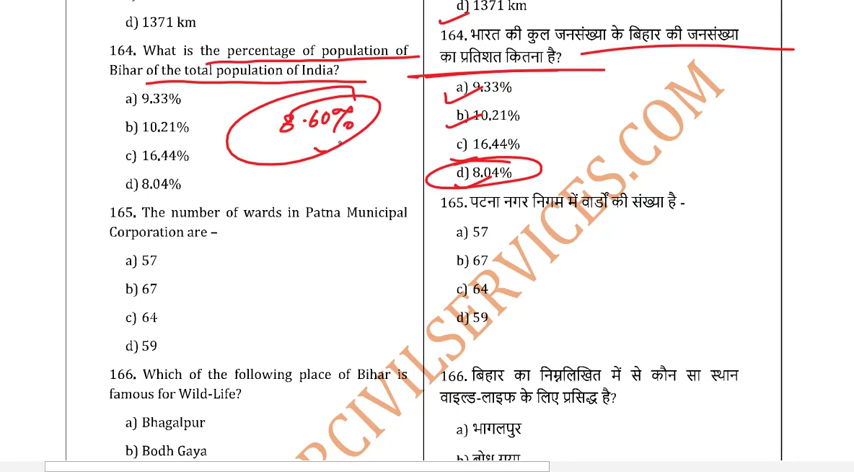 d) 1371 km
164. What is the percentage of population of
Bihar of the total population of India?
a) 9.33%
b) 10.21%
c) 16.44%
d) 8.04%
8.60%
165. The number of wards in Patna Municipal
Corporation are –
a) 57
b) 67
c) 64
d) 59
166. Which of the following place of Bihar is
famous for Wild-Life?
a) Bhagalpur
b) Bodh Gaya
d) 1371 km
164. भारत की कुल जनसंख्या के बिहार की जनसंख्या
का प्रतिशत कितना है?
a) 9.33%
b) 10.21%
c) 16.44%
d) 8.04%
165. पटना नगर निगम में वार्डों की संख्या है -
a) 57
b) 67
c) 64
d) 59
166. बिहार का निम्नलिखित में से कौन सा स्थान
वाइल्ड-लाइफ के लिए प्रसिद्ध है?
a) भागलपुर
b) बोध गया
RCIVILSERVICES.COM